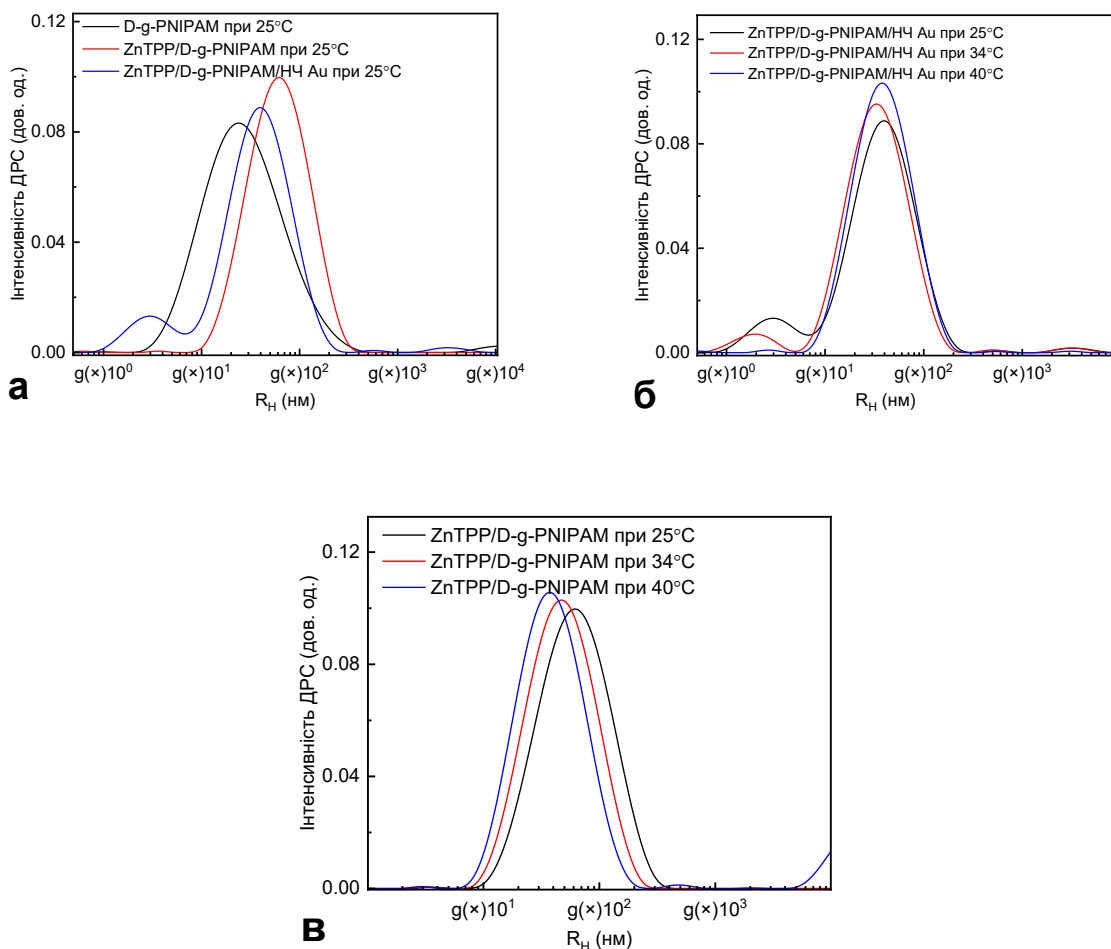 D-g-PNIPAM при 25°C
ZnTPP/D-g-PNIPAM при 25°C
ZnTPP/D-g-PNIPAM/НЧ Au при 25°C
0.12
0.08
0.04
0.00
Інтенсивність ДРС (дов. од.)
g(×)10⁰
g(×)10¹
g(×)10²
g(×)10³
g(×)10⁴
R_H (нм)
а
ZnTPP/D-g-PNIPAM/НЧ Au при 25°C
ZnTPP/D-g-PNIPAM/НЧ Au при 34°C
ZnTPP/D-g-PNIPAM/НЧ Au при 40°C
0.12
0.08
0.04
0.00
Інтенсивність ДРС (дов. од.)
g(×)10⁰
g(×)10¹
g(×)10²
g(×)10³
R_H (нм)
б
ZnTPP/D-g-PNIPAM при 25°C
ZnTPP/D-g-PNIPAM при 34°C
ZnTPP/D-g-PNIPAM при 40°C
0.12
0.08
0.04
0.00
Інтенсивність ДРС (дов. од.)
g(×)10¹
g(×)10²
g(×)10³
R_H (нм)
в